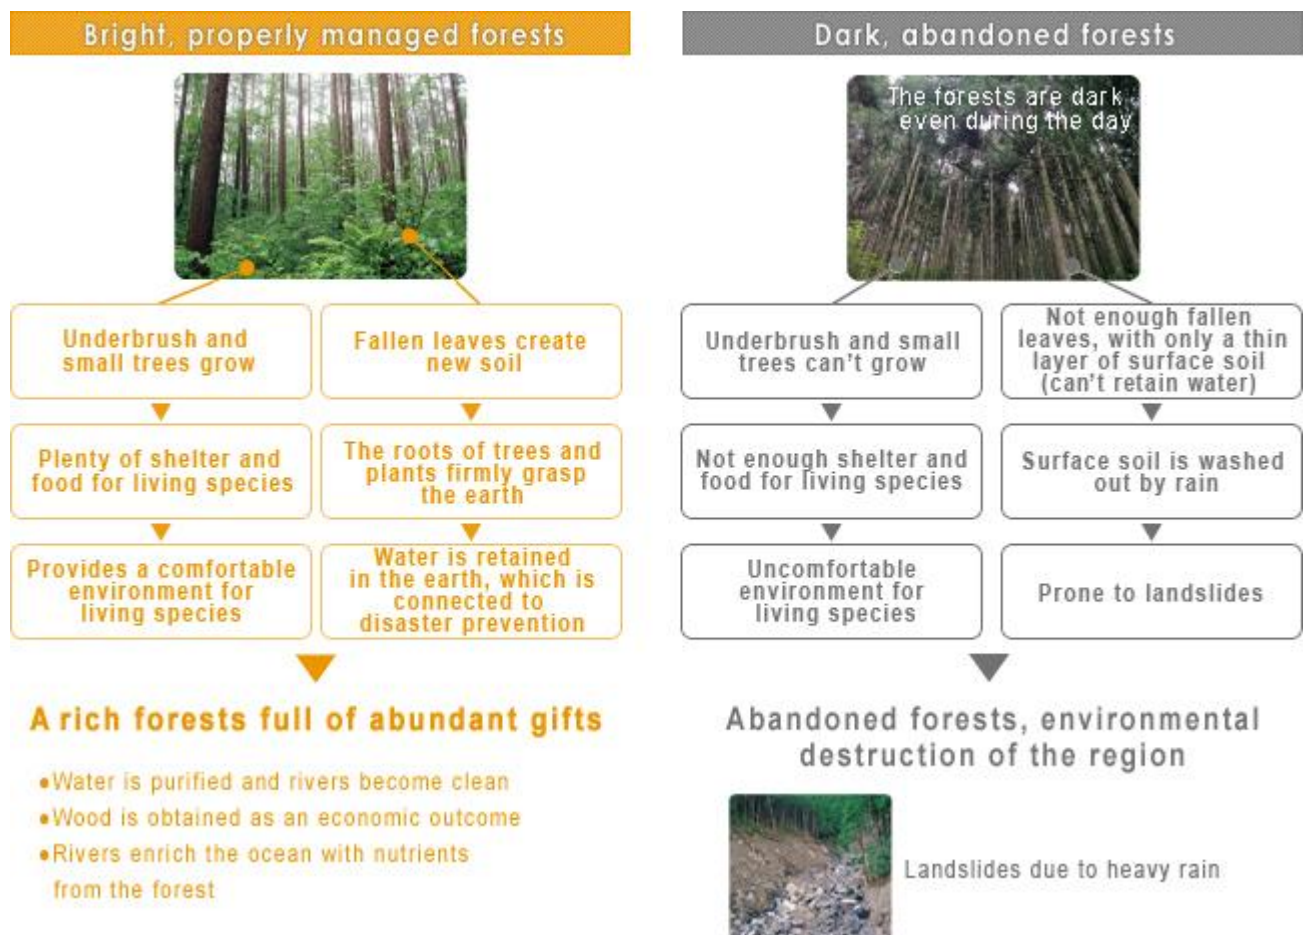 Bright, properly managed forests
Underbrush and
small trees grow
Fallen leaves create
new soil
Plenty of shelter and
food for living species
The roots of trees and
plants firmly grasp
the earth
Provides a comfortable
environment for
living species
Water is retained
in the earth, which is
connected to
disaster prevention
A rich forests full of abundant gifts
●Water is purified and rivers become clean
●Wood is obtained as an economic outcome
●Rivers enrich the ocean with nutrients
from the forest
Dark, abandoned forests
The forests are dark
even during the day
Underbrush and small
trees can't grow
Not enough fallen
leaves, with only a thin
layer of surface soil
(can't retain water)
Not enough shelter and
food for living species
Surface soil is washed
out by rain
Uncomfortable
environment for
living species
Prone to landslides
Abandoned forests, environmental
destruction of the region
Landslides due to heavy rain